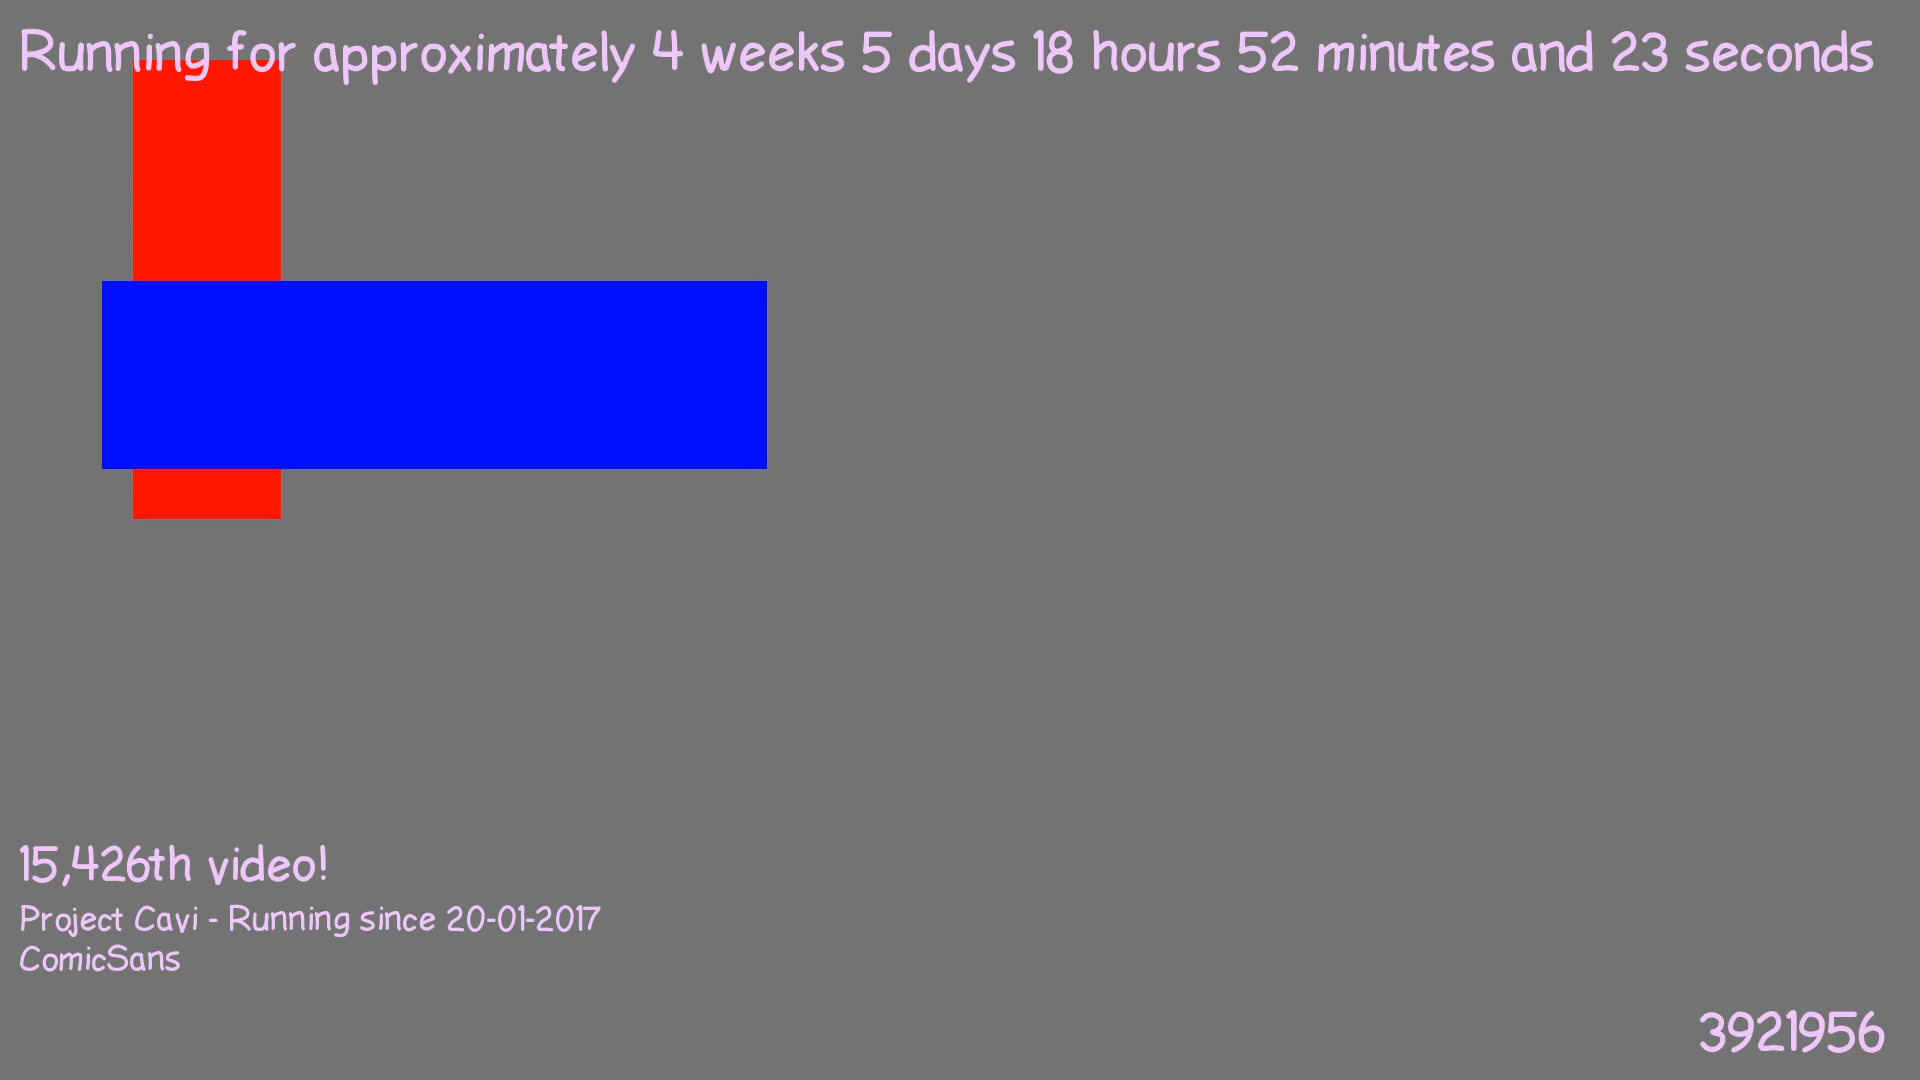 Running for approximately 4 weeks 5 days 18 hours 52 minutes and 23 seconds
15,426th video!
Project Cavi - Running since 20-01-2017
ComicSans
3921956